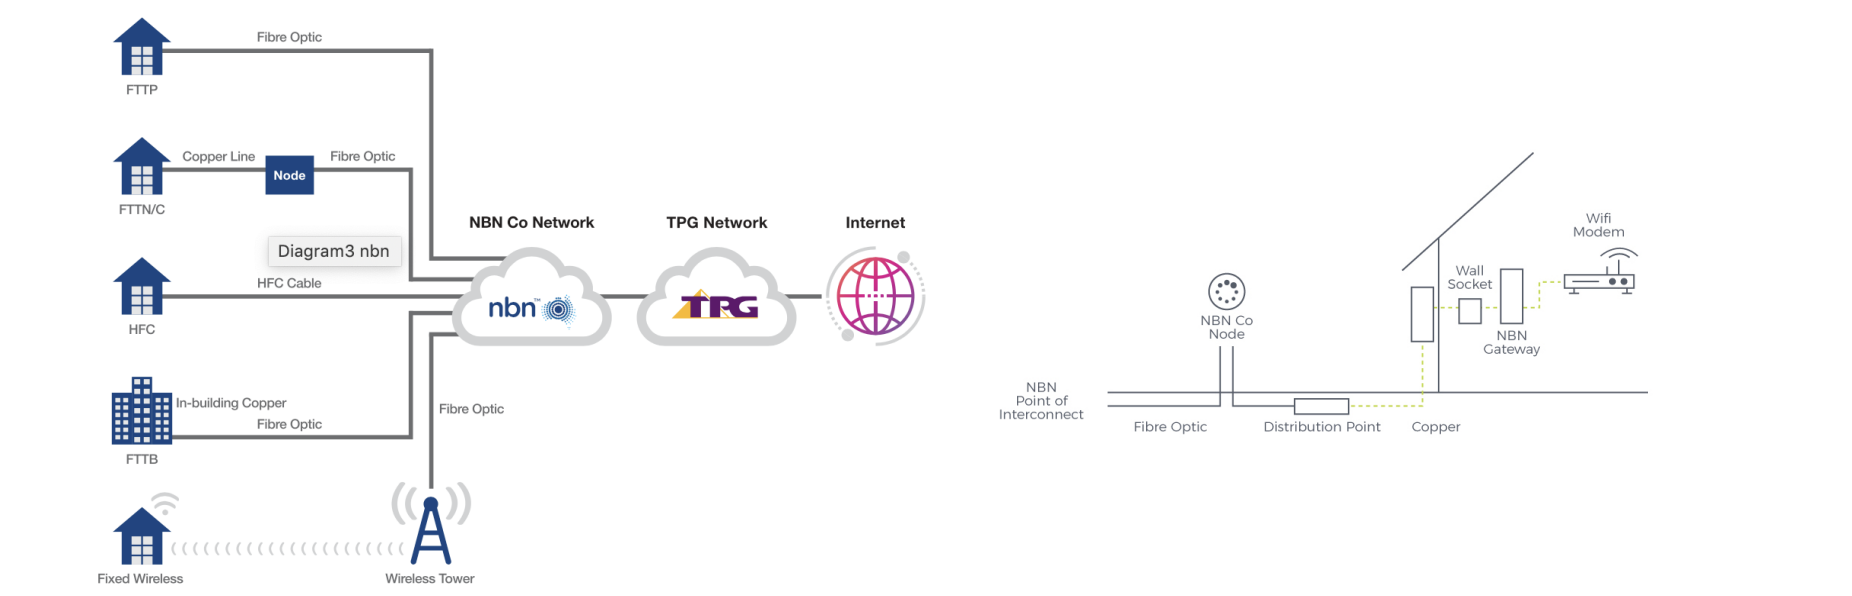 Fibre Optic
FTTP
Copper Line
Node
Fibre Optic
FTTN/C
Diagram3 nbn
HFC Cable
HFC
In-building Copper
Fibre Optic
FTTB
Fixed Wireless
Fibre Optic
Wireless Tower
NBN Co Network
nbn™
TPG Network
TPG
Internet
NBN
Point of
Interconnect
Fibre Optic
NBN Co
Node
Distribution Point
Copper
Wall
Socket
NBN
Gateway
Wifi
Modem